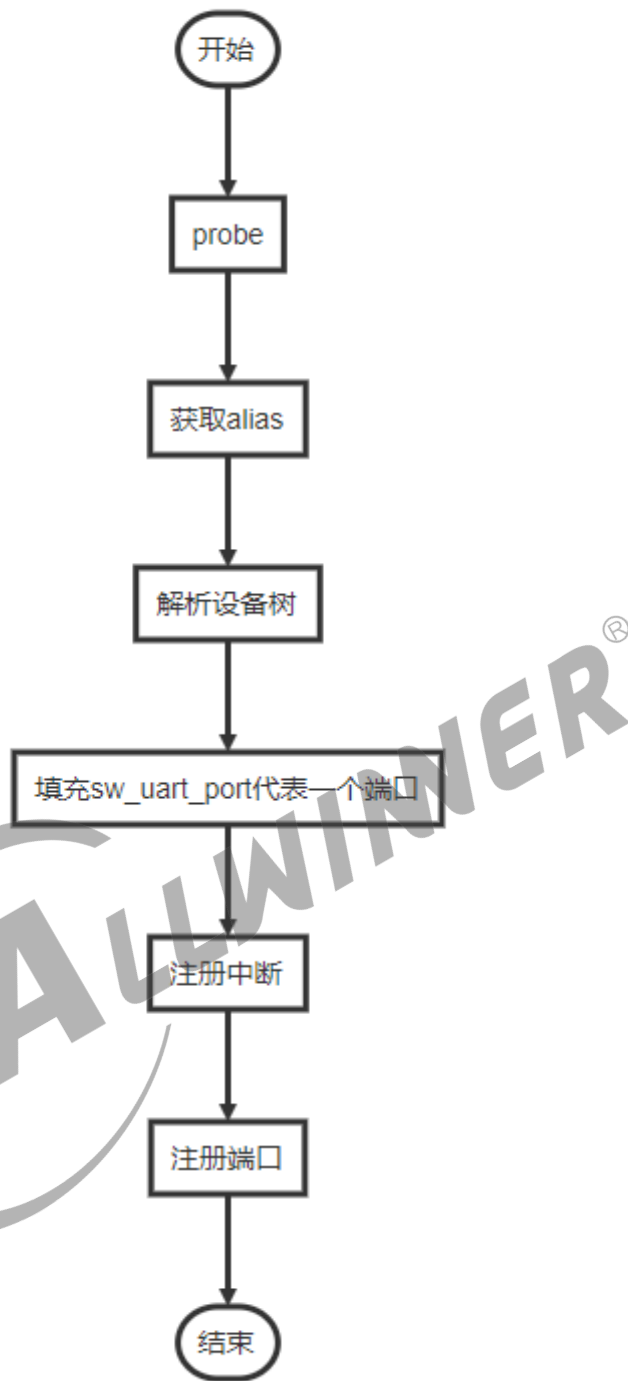 开始
probe
获取alias
解析设备树
填充sw_uart_port代表一个端口
注册中断
注册端口
结束
ALLWINNER®